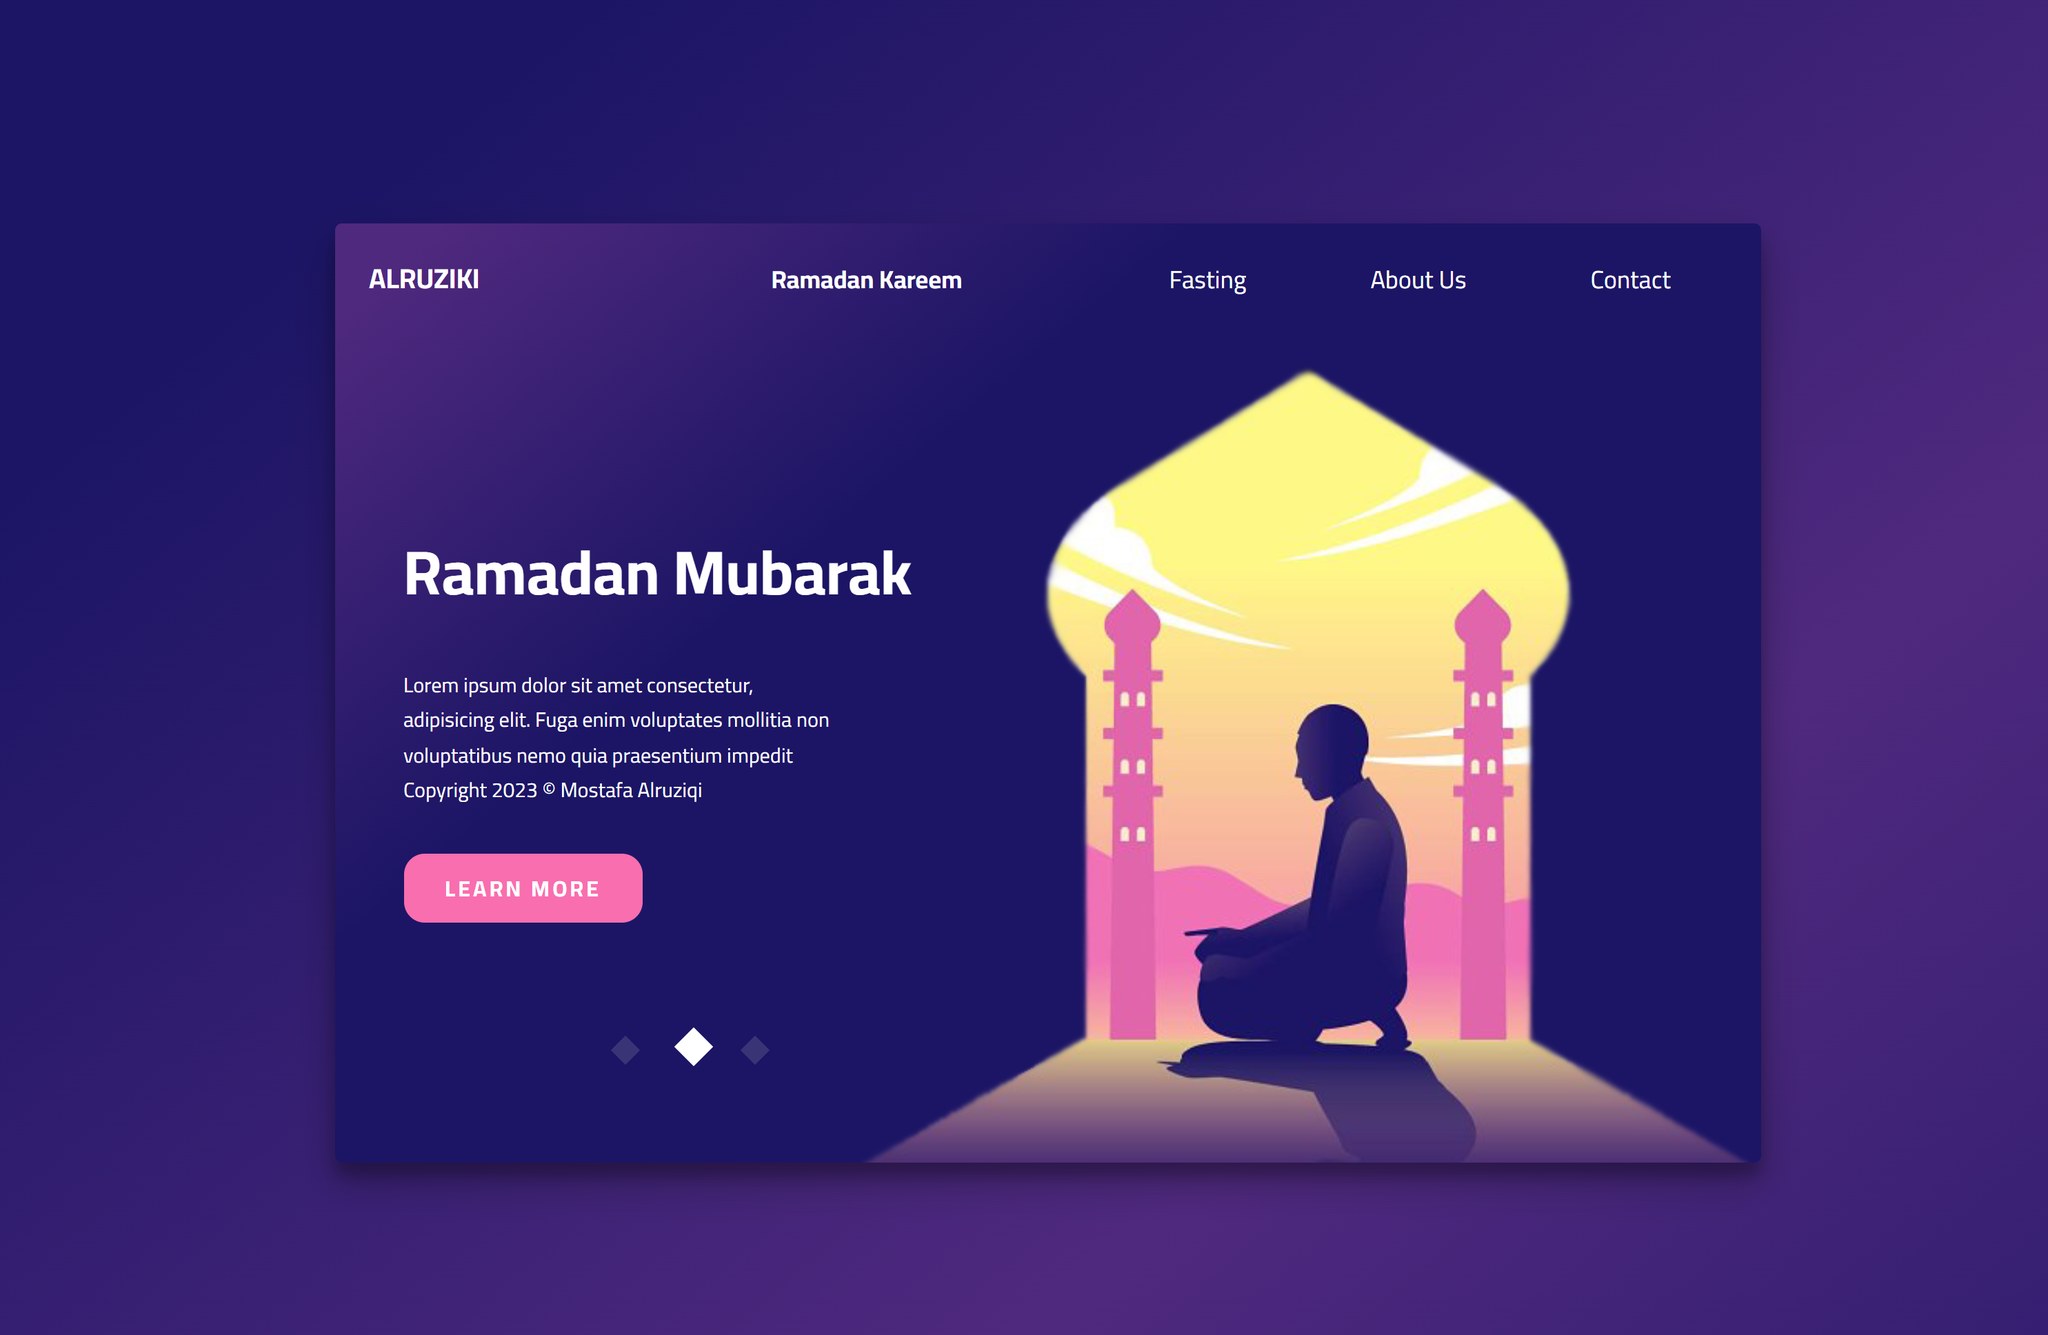 ALRUZIKI
Ramadan Kareem
Fasting
About Us
Contact
Ramadan Mubarak
Lorem ipsum dolor sit amet consectetur,
adipisicing elit. Fuga enim voluptates mollitia non
voluptatibus nemo quia praesentium impedit
Copyright 2023 © Mostafa Alruziqi
LEARN MORE